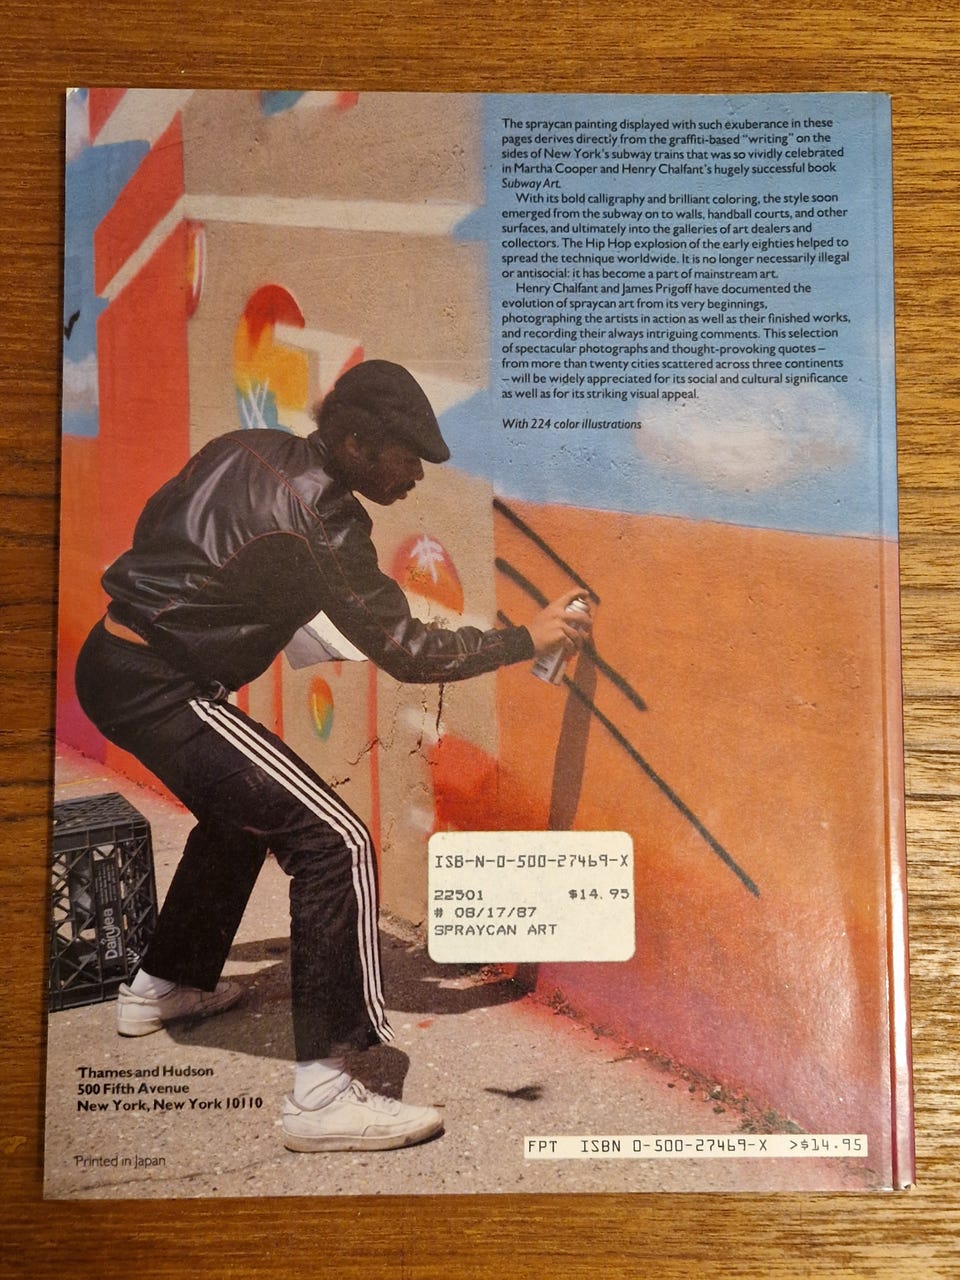 The spraycan painting displayed with such exuberance in these
pages derives directly from the graffiti-based "writing" on the
sides of New York's subway trains that was so vividly celebrated
in Martha Cooper and Henry Chalfant's hugely successful book
Subway Art.
With its bold calligraphy and brilliant coloring, the style soon
emerged from the subway on to walls, handball courts, and other
surfaces, and ultimately into the galleries of art dealers and
collectors. The Hip Hop explosion of the early eighties helped to
spread the technique worldwide. It is no longer necessarily illegal
or antisocial: it has become a part of mainstream art.
Henry Chalfant and James Prigoff have documented the
evolution of spraycan art from its very beginnings,
photographing the artists in action as well as their finished works,
and recording their always intriguing comments. This selection
of spectacular photographs and thought-provoking quotes –
from more than twenty cities scattered across three continents
– will be widely appreciated for its social and cultural significance
as well as for its striking visual appeal.
With 224 color illustrations
ISB-N-0-500-27469-X
22501 $14.95
# 08/17/87
SPRAYCAN ART
Dairylea
Thames and Hudson
500 Fifth Avenue
New York, New York 10110
Printed in Japan
FPT ISBN 0-500-27469-X >$14.95